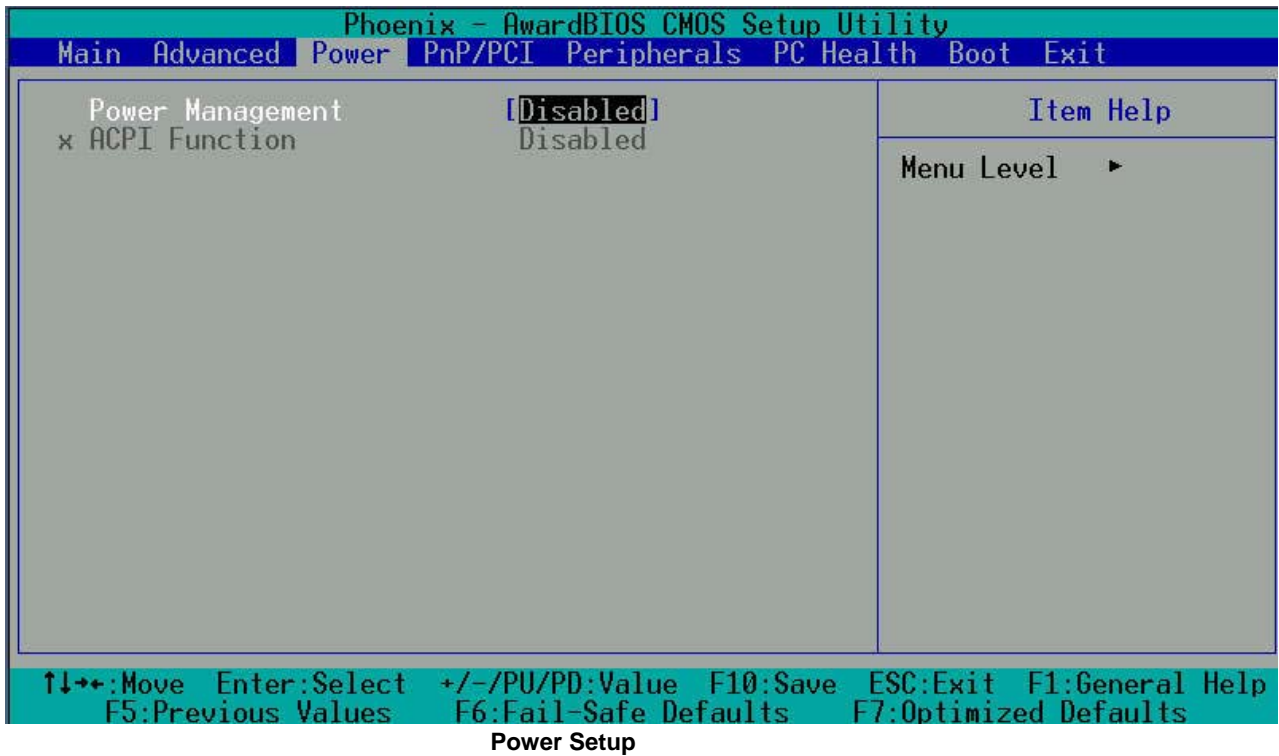 Phoenix - AwardBIOS CMOS Setup Utility
Main Advanced Power PnP/PCI Peripherals PC Health Boot Exit
Power Management [Disabled]
x ACPI Function Disabled
Item Help
Menu Level ►
↑↓→←:Move Enter:Select +/-/PU/PD:Value F10:Save ESC:Exit F1:General Help
F5:Previous Values F6:Fail-Safe Defaults F7:Optimized Defaults
Power Setup